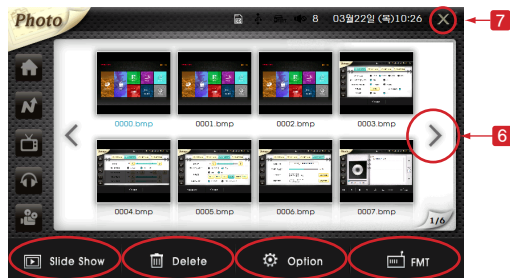 Photo
8 03월22일 (목)10:26
7
0000.bmp 0001.bmp 0002.bmp 0003.bmp
6
0004.bmp 0005.bmp 0006.bmp 0007.bmp
1/6
Slide Show Delete Option FMT